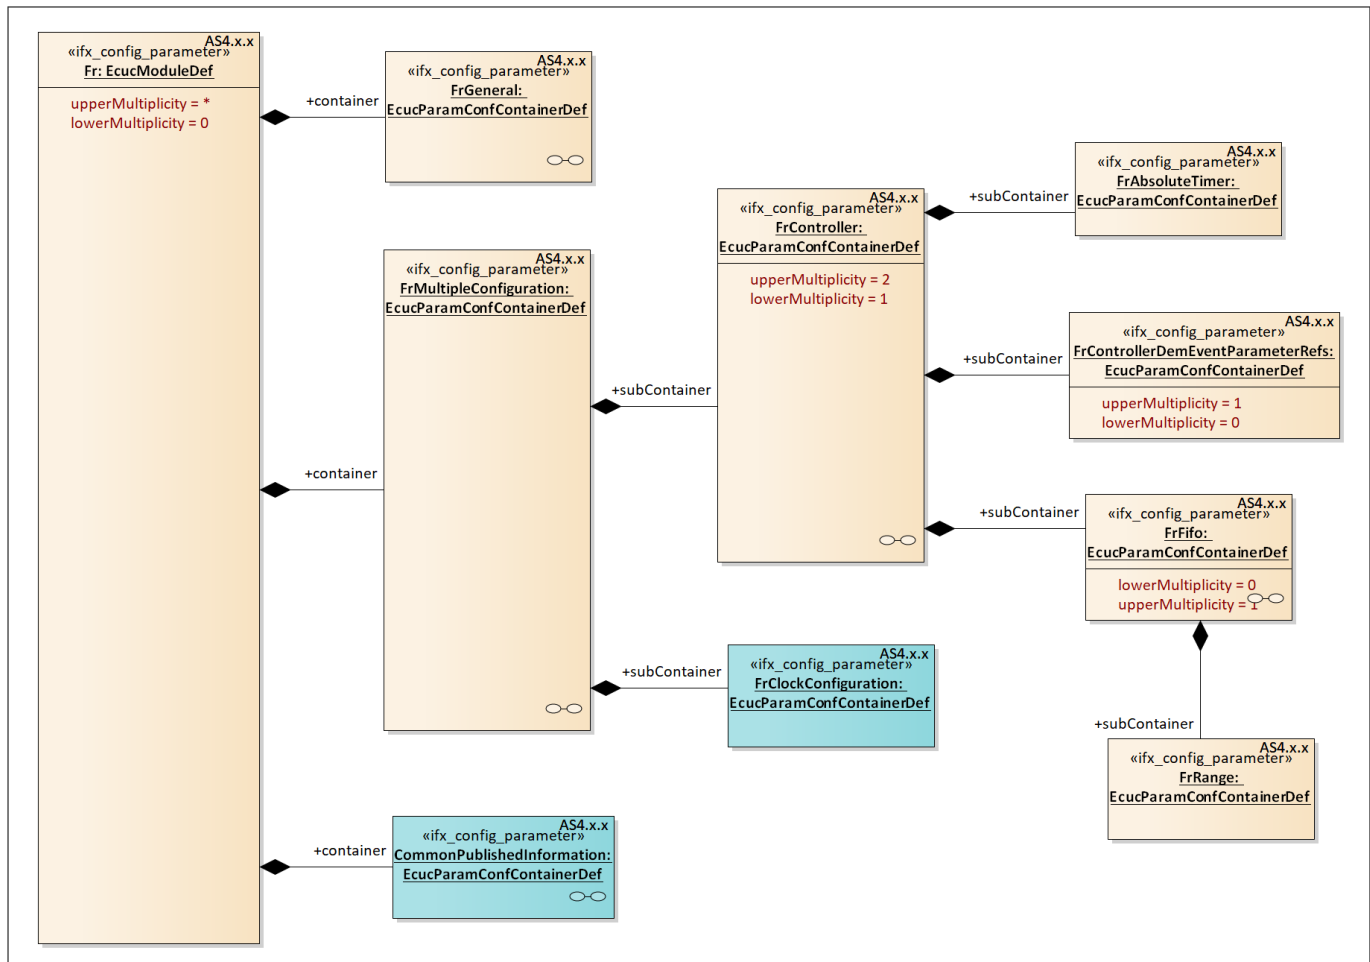 AS4.x.x
«ifx_config_parameter»
Fr: EcucModuleDef
upperMultiplicity = *
lowerMultiplicity = 0
+container
AS4.x.x
«ifx_config_parameter»
FrGeneral:
EcucParamConfContainerDef
+container
AS4.x.x
«ifx_config_parameter»
FrMultipleConfiguration:
EcucParamConfContainerDef
+container
AS4.x.x
«ifx_config_parameter»
CommonPublishedInformation:
EcucParamConfContainerDef
+subContainer
AS4.x.x
«ifx_config_parameter»
FrController:
EcucParamConfContainerDef
upperMultiplicity = 2
lowerMultiplicity = 1
+subContainer
AS4.x.x
«ifx_config_parameter»
FrClockConfiguration:
EcucParamConfContainerDef
+subContainer
AS4.x.x
«ifx_config_parameter»
FrAbsoluteTimer:
EcucParamConfContainerDef
+subContainer
AS4.x.x
«ifx_config_parameter»
FrControllerDemEventParameterRefs:
EcucParamConfContainerDef
upperMultiplicity = 1
lowerMultiplicity = 0
+subContainer
AS4.x.x
«ifx_config_parameter»
FrFifo:
EcucParamConfContainerDef
lowerMultiplicity = 0
upperMultiplicity = 1
+subContainer
AS4.x.x
«ifx_config_parameter»
FrRange:
EcucParamConfContainerDef